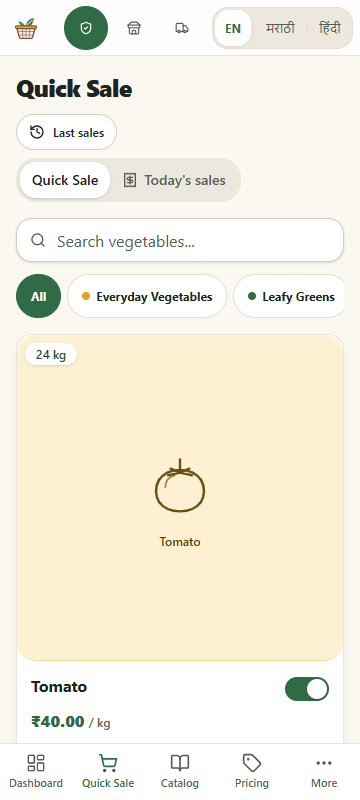 EN मराठी हिंदी
Quick Sale
Last sales
Quick Sale Today's sales
Search vegetables...
All Everyday Vegetables Leafy Greens
24 kg
Tomato
Tomato
₹40.00 / kg
Dashboard Quick Sale Catalog Pricing More